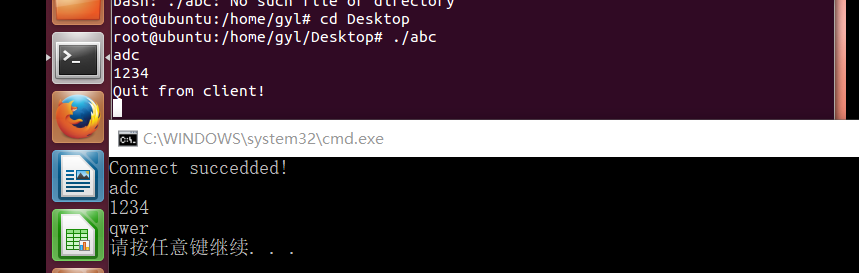 bash: ./abc: No such file or directory
root@ubuntu:/home/gyl# cd Desktop
root@ubuntu:/home/gyl/Desktop# ./abc
adc
1234
Quit from client!
C:\WINDOWS\system32\cmd.exe
Connect succedded!
adc
1234
qwer
请按任意键继续. . .